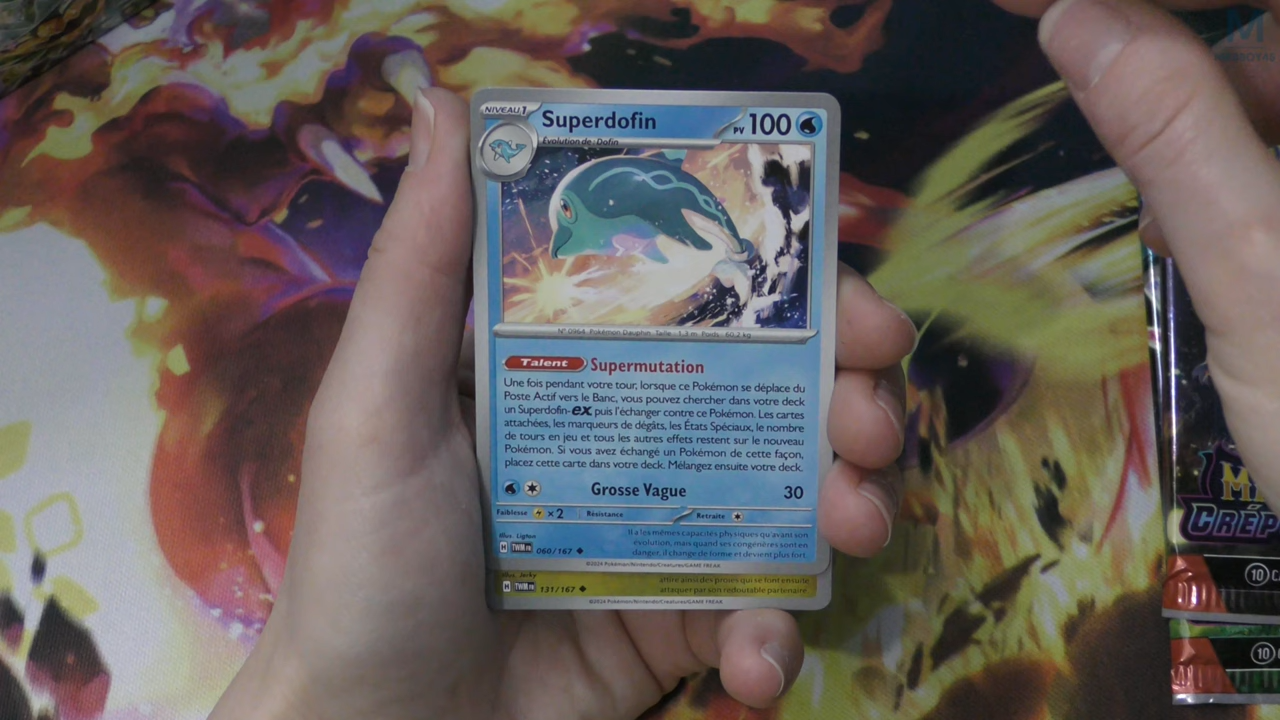 NIVEAU 1
Superdofin
PV 100
Évolution de : Dofin
N° 0964 Pokémon Dauphin Taille : 1,3 m Poids : 60,2 kg
Talent Supermutation
Une fois pendant votre tour, lorsque ce Pokémon se déplace du
Poste Actif vers le Banc, vous pouvez chercher dans votre deck
un Superdofin-ex, puis l'échanger contre ce Pokémon. Les cartes
attachées, les marqueurs de dégâts, les États Spéciaux, le nombre
de tours en jeu et tous les autres effets restent sur le nouveau
Pokémon. Si vous avez échangé un Pokémon de cette façon,
placez cette carte dans votre deck. Mélangez ensuite votre deck.
Grosse Vague 30
Faiblesse ×2 Résistance Retraite
Illus. Ligton
H TWM FR 060/167
Il a les mêmes capacités physiques qu'avant son
évolution, mais quand ses congénères sont en
danger, il change de forme et devient plus fort.
©2024 Pokémon/Nintendo/Creatures/GAME FREAK
Illus. Jerky
H TWM FR 131/167
attire ainsi des proies qui se font ensuite
attaquer par son redoutable partenaire.
©2024 Pokémon/Nintendo/Creatures/GAME FREAK
CRÉP
10
10